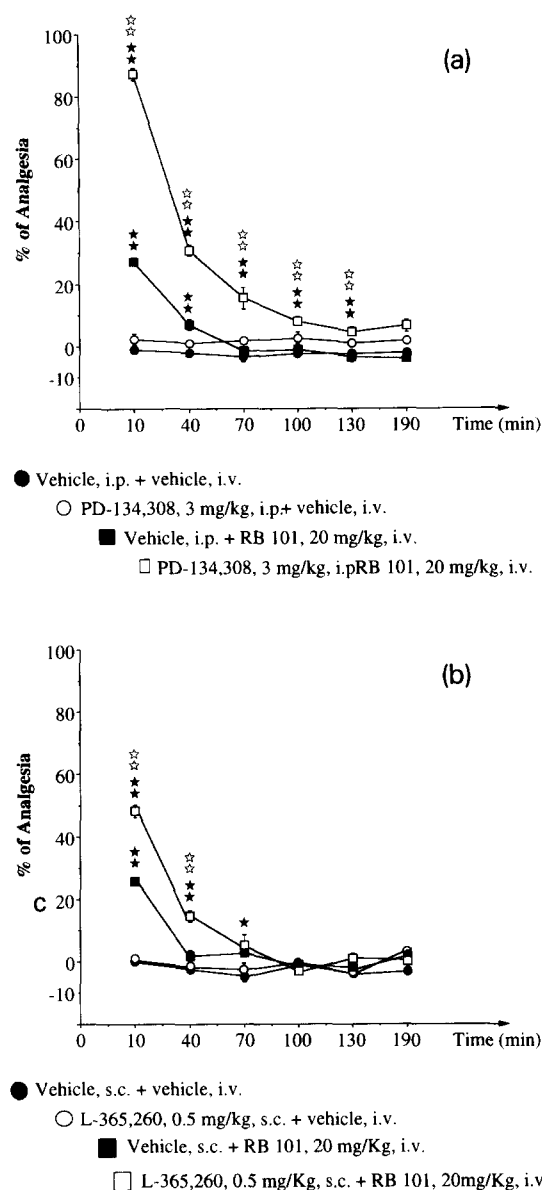 (a)
100
80
60
40
20
0
-10
% of Analgesia
0 10 40 70 100 130 190 Time (min)
Vehicle, i.p. + vehicle, i.v.
PD-134,308, 3 mg/kg, i.p.+ vehicle, i.v.
Vehicle, i.p. + RB 101, 20 mg/kg, i.v.
PD-134,308, 3 mg/kg, i.pRB 101, 20 mg/kg, i.v.
(b)
100
80
60
40
20
0
-10
% of Analgesia
C
0 10 40 70 100 130 190 Time (min)
Vehicle, s.c. + vehicle, i.v.
L-365,260, 0.5 mg/kg, s.c. + vehicle, i.v.
Vehicle, s.c. + RB 101, 20 mg/Kg, i.v.
L-365,260, 0.5 mg/Kg, s.c. + RB 101, 20mg/Kg, i.v